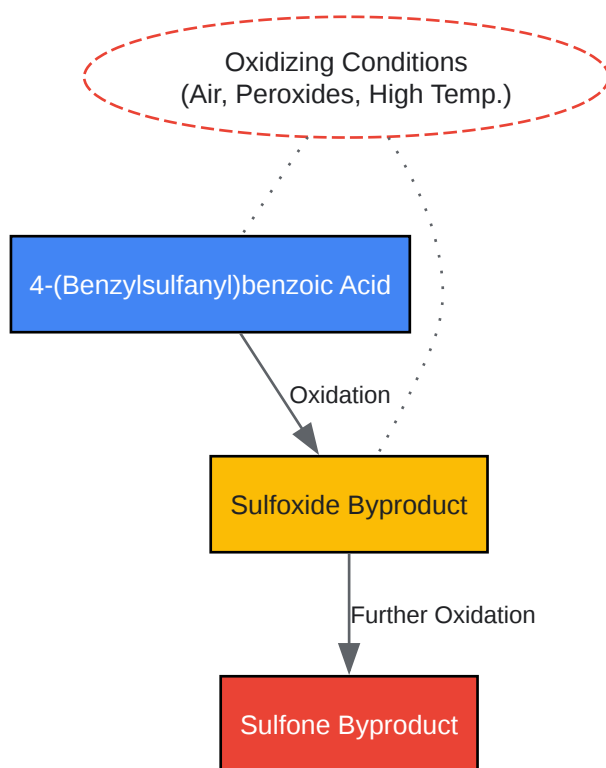 Oxidizing Conditions
(Air, Peroxides, High Temp.)
4-(Benzylsulfanyl)benzoic Acid
Oxidation
Sulfoxide Byproduct
Further Oxidation
Sulfone Byproduct